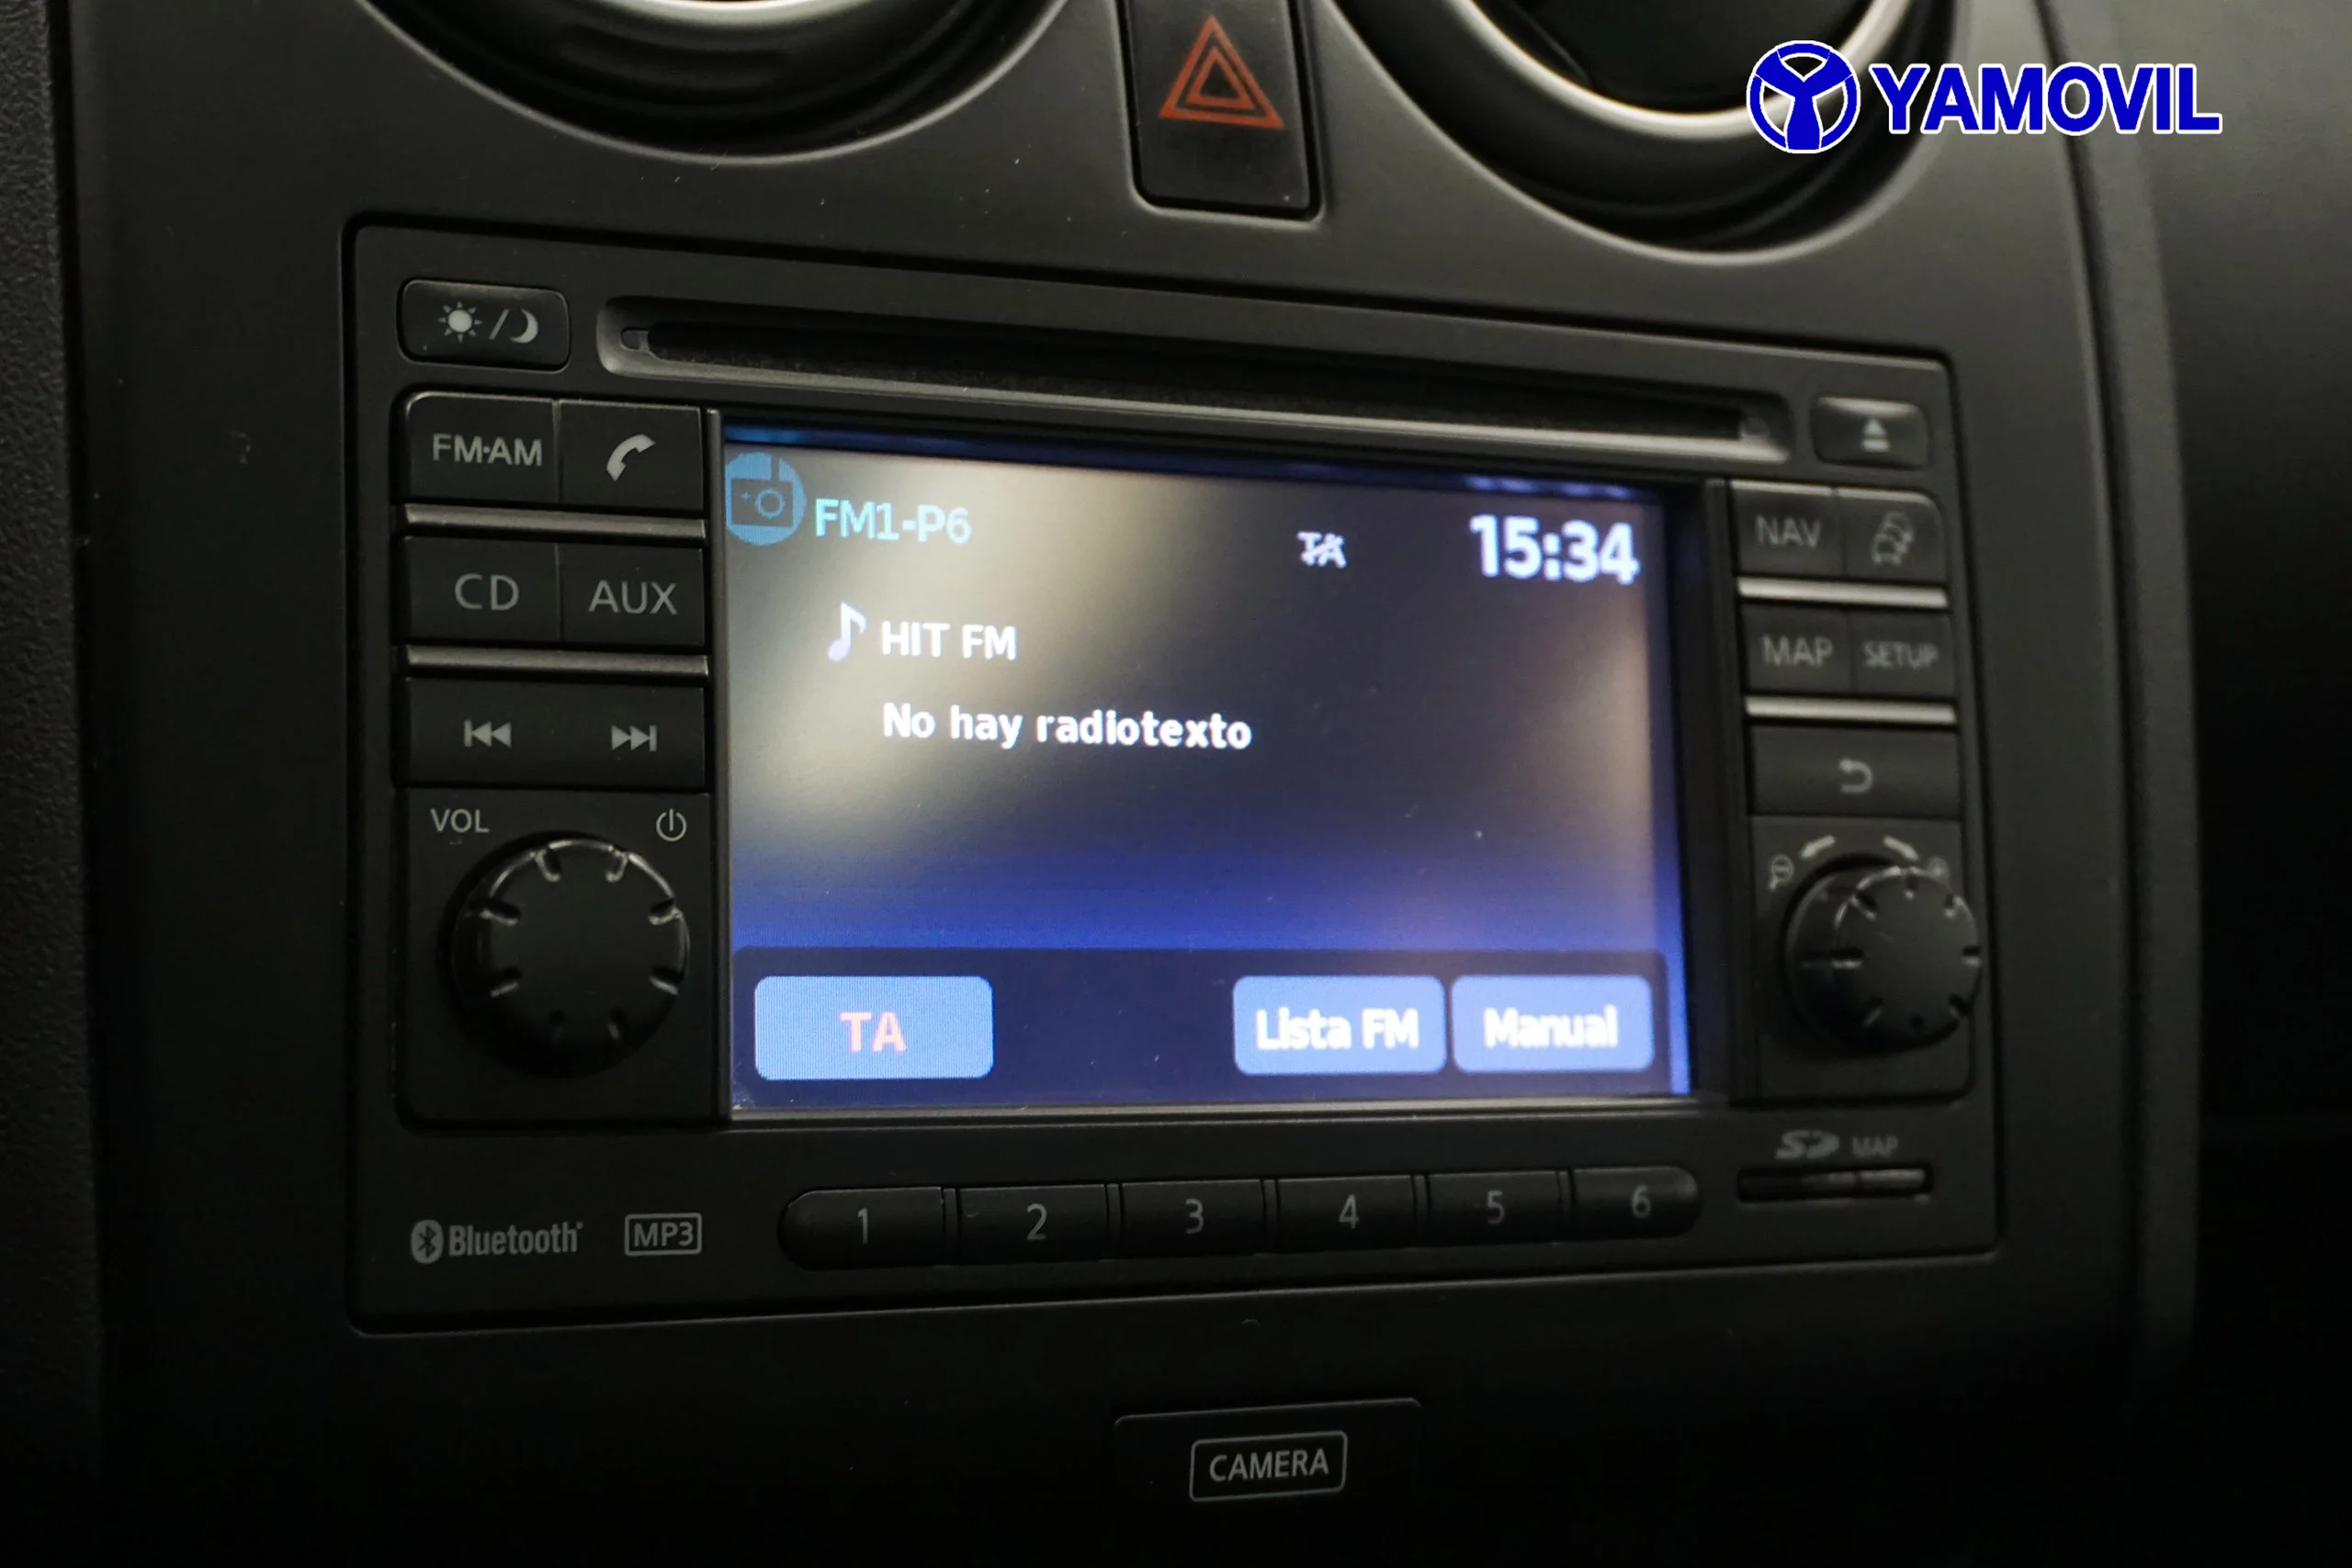 YAMOVIL
FM·AM
CD
AUX
VOL
FM1-P6
TA
15:34
HIT FM
No hay radiotexto
TA
Lista FM
Manual
NAV
MAP
SETUP
SD MAP
Bluetooth
MP3
1 2 3 4 5 6
CAMERA